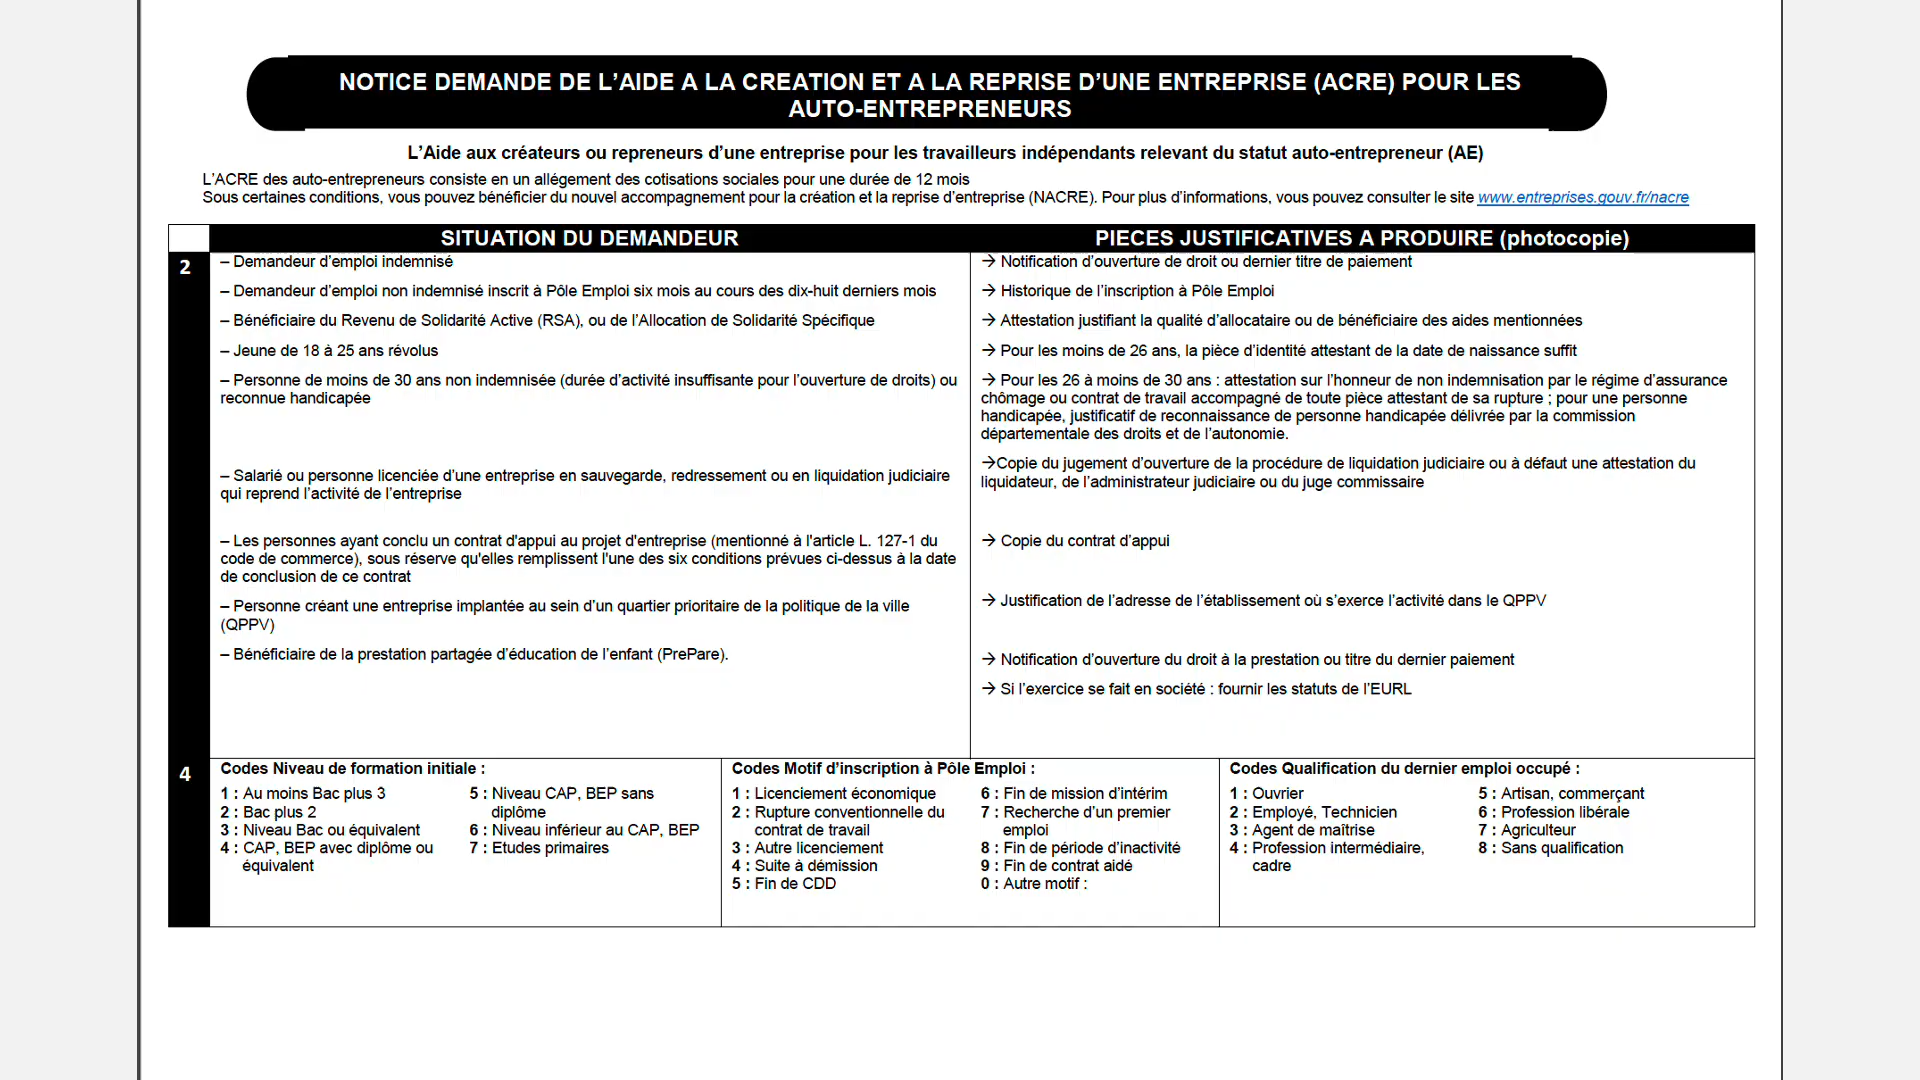 NOTICE DEMANDE DE L’AIDE A LA CREATION ET A LA REPRISE D’UNE ENTREPRISE (ACRE) POUR LES
AUTO-ENTREPRENEURS
L’Aide aux créateurs ou repreneurs d’une entreprise pour les travailleurs indépendants relevant du statut auto-entrepreneur (AE)
L’ACRE des auto-entrepreneurs consiste en un allégement des cotisations sociales pour une durée de 12 mois
Sous certaines conditions, vous pouvez bénéficier du nouvel accompagnement pour la création et la reprise d’entreprise (NACRE). Pour plus d’informations, vous pouvez consulter le site www.entreprises.gouv.fr/nacre
SITUATION DU DEMANDEUR
2
– Demandeur d’emploi indemnisé
– Demandeur d’emploi non indemnisé inscrit à Pôle Emploi six mois au cours des dix-huit derniers mois
– Bénéficiaire du Revenu de Solidarité Active (RSA), ou de l’Allocation de Solidarité Spécifique
– Jeune de 18 à 25 ans révolus
– Personne de moins de 30 ans non indemnisée (durée d’activité insuffisante pour l’ouverture de droits) ou
reconnue handicapée
– Salarié ou personne licenciée d’une entreprise en sauvegarde, redressement ou en liquidation judiciaire
qui reprend l’activité de l’entreprise
– Les personnes ayant conclu un contrat d'appui au projet d'entreprise (mentionné à l'article L. 127-1 du
code de commerce), sous réserve qu'elles remplissent l'une des six conditions prévues ci-dessus à la date
de conclusion de ce contrat
– Personne créant une entreprise implantée au sein d’un quartier prioritaire de la politique de la ville
(QPPV)
– Bénéficiaire de la prestation partagée d’éducation de l’enfant (PrePare).
PIECES JUSTIFICATIVES A PRODUIRE (photocopie)
→ Notification d’ouverture de droit ou dernier titre de paiement
→ Historique de l’inscription à Pôle Emploi
→ Attestation justifiant la qualité d’allocataire ou de bénéficiaire des aides mentionnées
→ Pour les moins de 26 ans, la pièce d’identité attestant de la date de naissance suffit
→ Pour les 26 à moins de 30 ans : attestation sur l’honneur de non indemnisation par le régime d’assurance
chômage ou contrat de travail accompagné de toute pièce attestant de sa rupture ; pour une personne
handicapée, justificatif de reconnaissance de personne handicapée délivrée par la commission
départementale des droits et de l’autonomie.
→Copie du jugement d’ouverture de la procédure de liquidation judiciaire ou à défaut une attestation du
liquidateur, de l’administrateur judiciaire ou du juge commissaire
→ Copie du contrat d’appui
→ Justification de l’adresse de l’établissement où s’exerce l’activité dans le QPPV
→ Notification d’ouverture du droit à la prestation ou titre du dernier paiement
→ Si l’exercice se fait en société : fournir les statuts de l’EURL
4
Codes Niveau de formation initiale :
1 : Au moins Bac plus 3
2 : Bac plus 2
3 : Niveau Bac ou équivalent
4 : CAP, BEP avec diplôme ou
équivalent
5 : Niveau CAP, BEP sans
diplôme
6 : Niveau inférieur au CAP, BEP
7 : Etudes primaires
Codes Motif d’inscription à Pôle Emploi :
1 : Licenciement économique
2 : Rupture conventionnelle du
contrat de travail
3 : Autre licenciement
4 : Suite à démission
5 : Fin de CDD
6 : Fin de mission d’intérim
7 : Recherche d’un premier
emploi
8 : Fin de période d’inactivité
9 : Fin de contrat aidé
0 : Autre motif :
Codes Qualification du dernier emploi occupé :
1 : Ouvrier
2 : Employé, Technicien
3 : Agent de maîtrise
4 : Profession intermédiaire,
cadre
5 : Artisan, commerçant
6 : Profession libérale
7 : Agriculteur
8 : Sans qualification